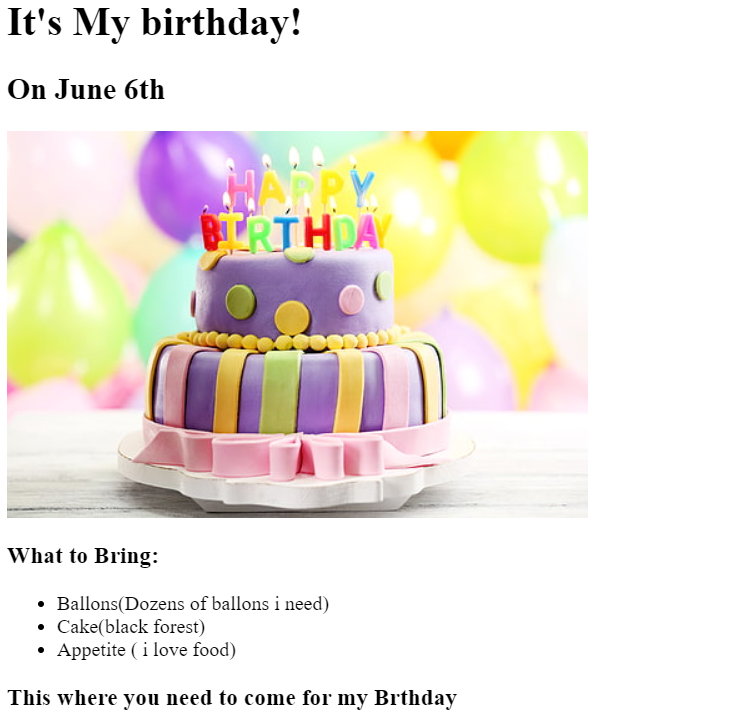 It's My birthday!
On June 6th
HAPPY
BIRTHDAY
What to Bring:
Ballons(Dozens of ballons i need)
Cake(black forest)
Appetite ( i love food)
This where you need to come for my Brthday